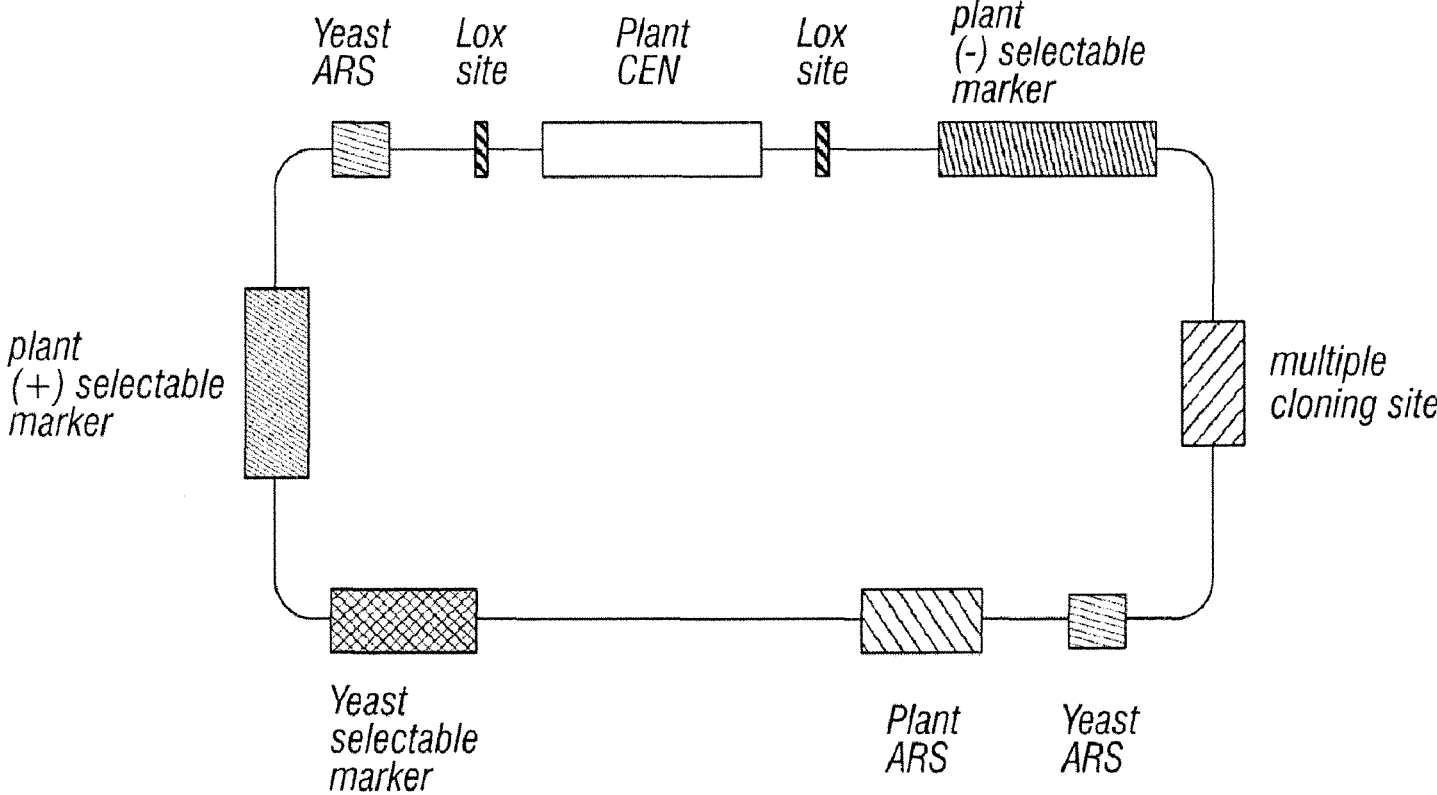 Yeast
ARS
Lox
site
Plant
CEN
Lox
site
plant
(-) selectable
marker
plant
(+) selectable
marker
multiple
cloning site
Yeast
selectable
marker
Plant
ARS
Yeast
ARS